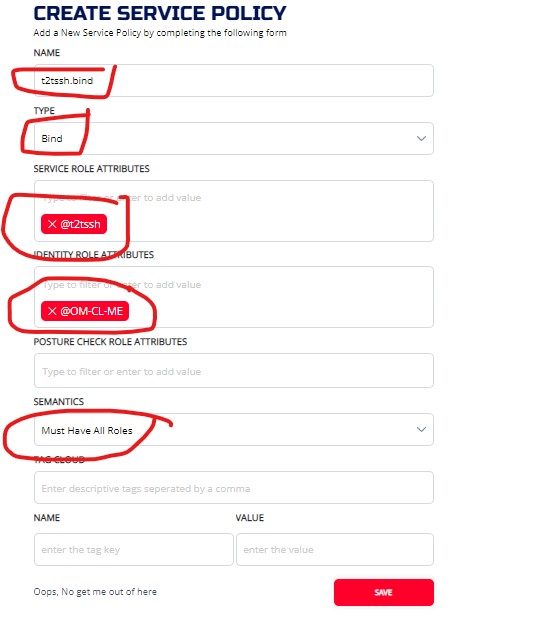 CREATE SERVICE POLICY
Add a New Service Policy by completing the following form
NAME
t2tssh.bind
TYPE
Bind
SERVICE ROLE ATTRIBUTES
Type to filter or enter to add value
@t2tssh
IDENTITY ROLE ATTRIBUTES
Type to filter or enter to add value
@OM-CL-ME
POSTURE CHECK ROLE ATTRIBUTES
Type to filter or enter to add value
SEMANTICS
Must Have All Roles
TAG CLOUD
Enter descriptive tags seperated by a comma
NAME VALUE
enter the tag key enter the value
Oops, No get me out of here SAVE